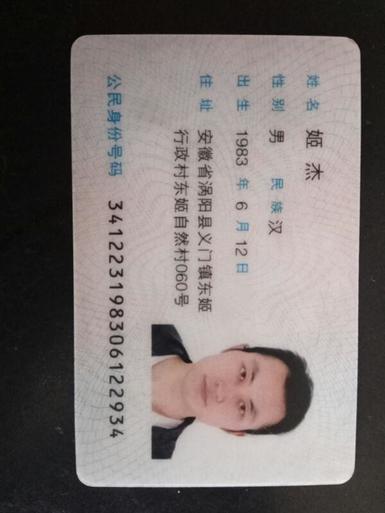 姓名 姬杰
性别 男 民族 汉
出生 1983 年 6 月 12 日
住址 安徽省涡阳县义门镇东姬
行政村东姬自然村060号
公民身份号码 341223198306122934